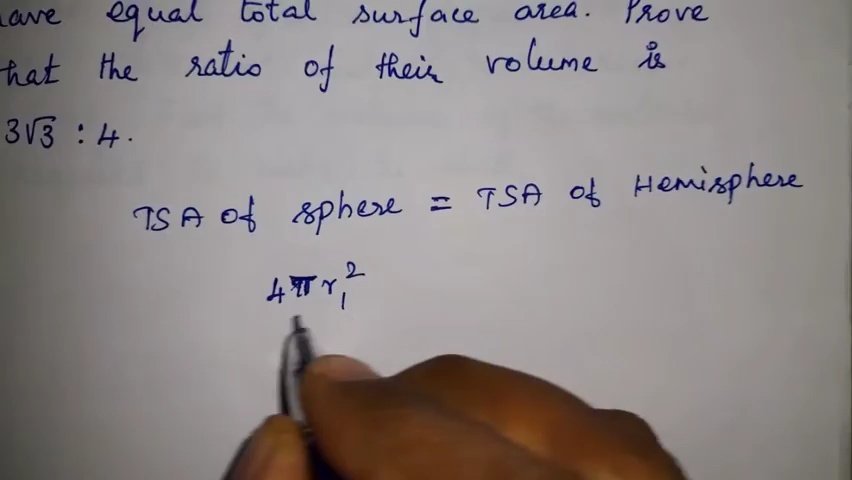 ave equal total surface area. Prove
that the ratio of their volume is
3√3 : 4.
TSA of sphere = TSA of Hemisphere
4πr₁²